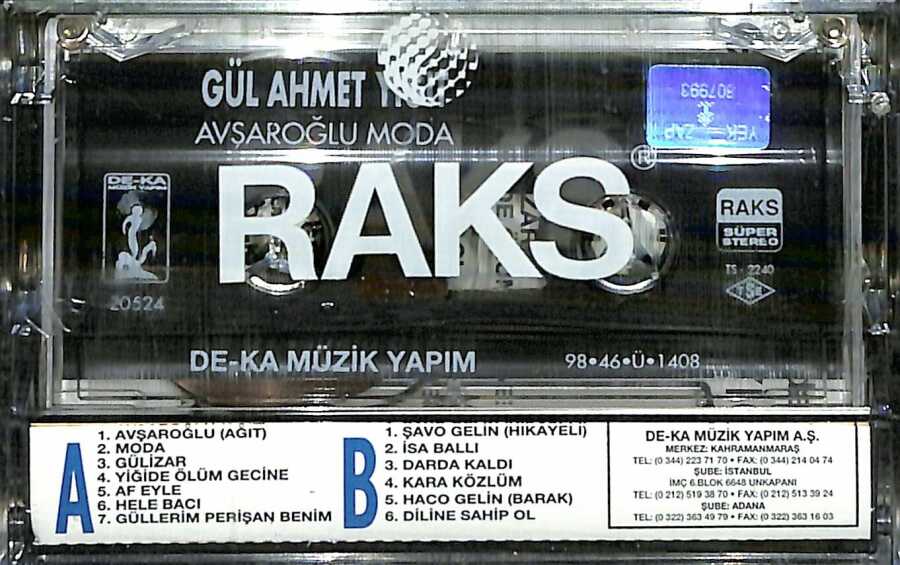 GÜL AHMET
AVŞAROĞLU MODA
807993
YEK ZAP
RAKS®
DE-KA
MÜZİK YAPIM
20524
RAKS
SÜPER
STEREO
TS - 2240
TSE
DE-KA MÜZİK YAPIM
98•46•Ü•1408
A
1. AVŞAROĞLU (AĞIT)
2. MODA
3. GÜLİZAR
4. YİĞİDE ÖLÜM GECİNE
5. AF EYLE
6. HELE BACI
7. GÜLLERİM PERİŞAN BENİM
B
1. ŞAVO GELİN (HIKAYELİ)
2. İSA BALLI
3. DARDA KALDI
4. KARA KÖZLÜM
5. HACO GELİN (BARAK)
6. DİLİNE SAHIP OL
DE-KA MÜZİK YAPIM A.Ş.
MERKEZ: KAHRAMANMARAŞ
TEL: (0 344) 223 71 70 • FAX: (0 344) 214 04 74
ŞUBE: İSTANBUL
İMÇ 6.BLOK 6648 UNKAPANI
TEL: (0 212) 519 38 70 • FAX: (0 212) 513 39 24
ŞUBE: ADANA
TEL: (0 322) 363 49 79 • FAX: (0 322) 363 16 03